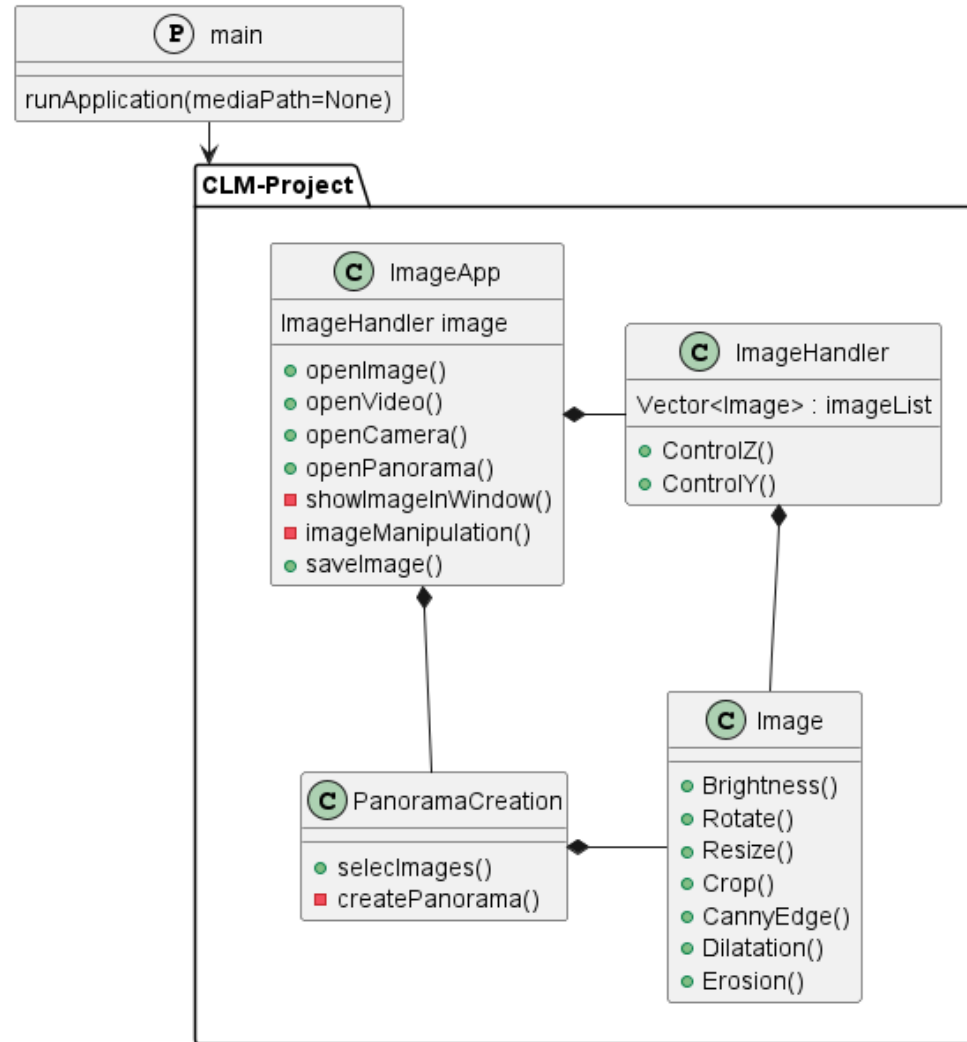 P main
runApplication(mediaPath=None)
CLM-Project
C ImageApp
ImageHandler image
openImage()
openVideo()
openCamera()
openPanorama()
showImageInWindow()
imageManipulation()
saveImage()
C ImageHandler
Vector<Image> : imageList
ControlZ()
ControlY()
C PanoramaCreation
selecImages()
createPanorama()
C Image
Brightness()
Rotate()
Resize()
Crop()
CannyEdge()
Dilatation()
Erosion()